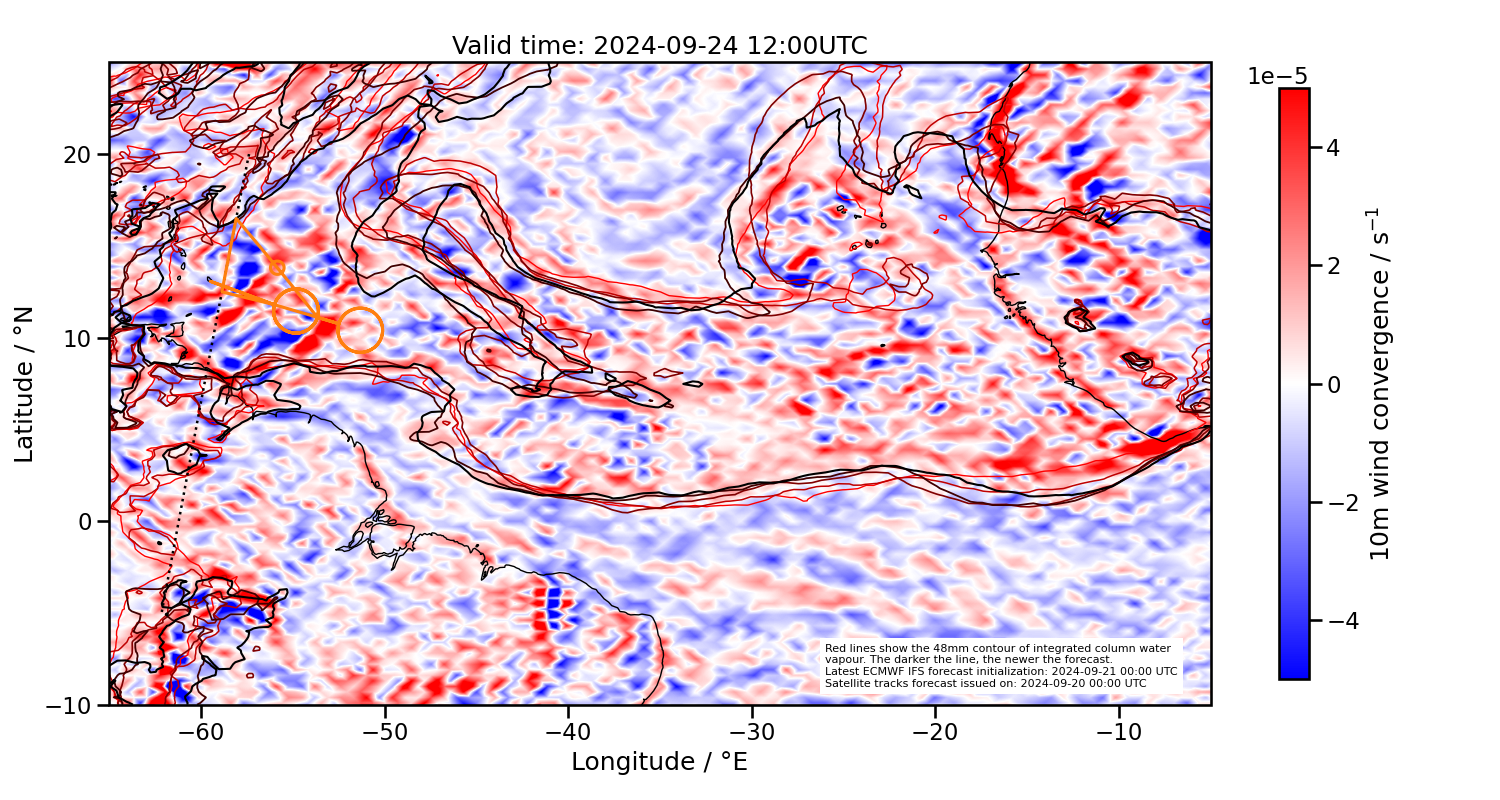 Valid time: 2024-09-24 12:00UTC
1e−5
20
10
0
−10
Latitude / °N
−60
−50
−40
−30
−20
−10
Longitude / °E
4
2
0
−2
−4
10m wind convergence / s⁻¹
Red lines show the 48mm contour of integrated column water
vapour. The darker the line, the newer the forecast.
Latest ECMWF IFS forecast initialization: 2024-09-21 00:00 UTC
Satellite tracks forecast issued on: 2024-09-20 00:00 UTC